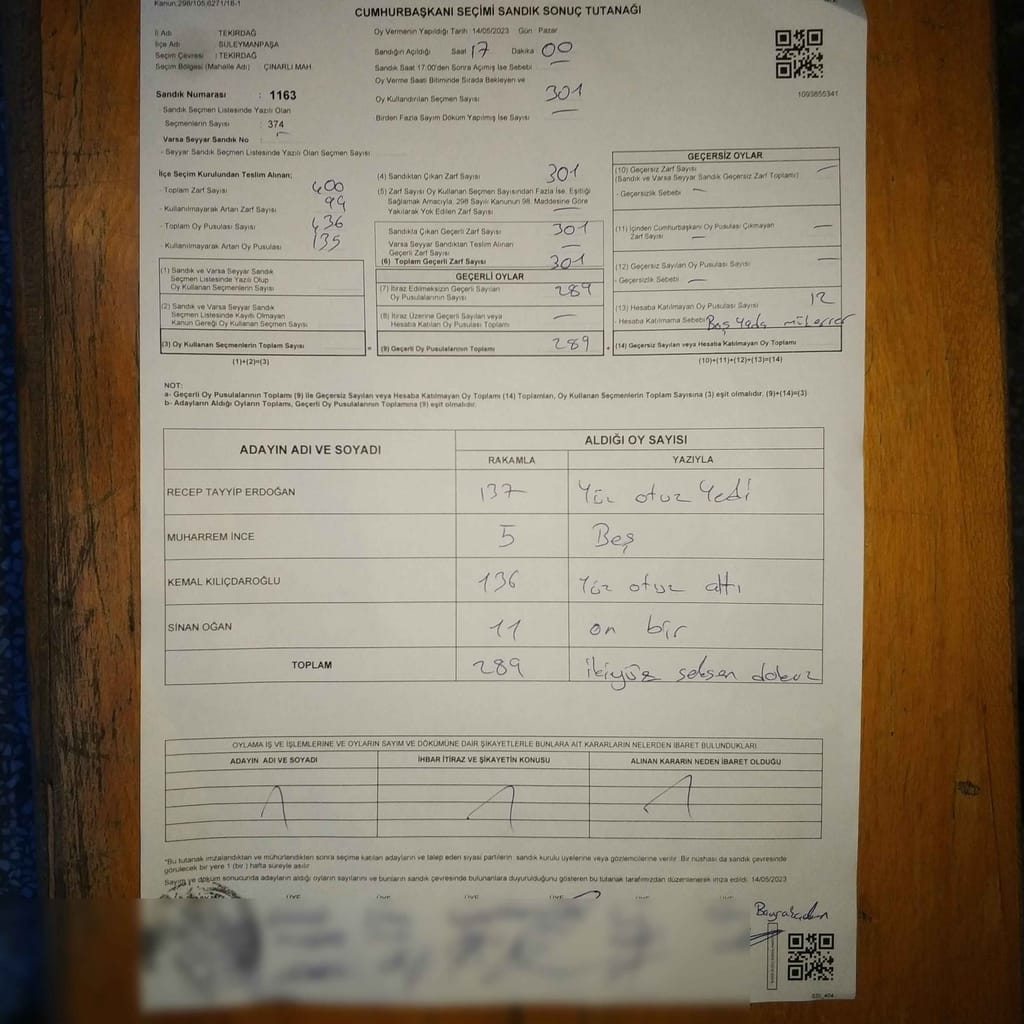 Kanun:298/105,6271/18-1
CUMHURBAŞKANI SEÇİMİ SANDIK SONUÇ TUTANAĞI
İl Adı : TEKİRDAĞ
İlçe Adı : SÜLEYMANPAŞA
Seçim Çevresi : TEKİRDAĞ
Seçim Bölgesi (Mahalle Adı) : ÇINARLI MAH
Sandık Numarası : 1163
- Sandık Seçmen Listesinde Yazılı Olan
Seçmenlerin Sayısı : 374
Varsa Seyyar Sandık No :
- Seyyar Sandık Seçmen Listesinde Yazılı Olan Seçmen Sayısı
Oy Vermenin Yapıldığı Tarih 14/05/2023 Gün Pazar
Sandığın Açıldığı Saat 17 Dakika 00
Sandık Saat 17.00'den Sonra Açılmış İse Sebebi
Oy Verme Saati Bitiminde Sırada Bekleyen ve
Oy Kullandırılan Seçmen Sayısı 301
Birden Fazla Sayım Döküm Yapılmış İse Sayısı
1093855341
İlçe Seçim Kurulundan Teslim Alınan;
- Toplam Zarf Sayısı 400
- Kullanılmayarak Artan Zarf Sayısı 99
- Toplam Oy Pusulası Sayısı 436
- Kullanılmayarak Artan Oy Pusulası 135
(1) Sandık ve Varsa Seyyar Sandık
Seçmen Listesinde Yazılı Olup
Oy Kullanan Seçmenlerin Sayısı
(2) Sandık ve Varsa Seyyar Sandık
Seçmen Listesinde Kayıtlı Olmayan
Kanun Gereği Oy Kullanan Seçmen Sayısı
(3) Oy Kullanan Seçmenlerin Toplam Sayısı
(1)+(2)=(3)
(4) Sandıktan Çıkan Zarf Sayısı 301
(5) Zarf Sayısı Oy Kullanan Seçmen Sayısından Fazla İse, Eşitliği
Sağlamak Amacıyla, 298 Sayılı Kanunun 98. Maddesine Göre
Yakılarak Yok Edilen Zarf Sayısı —
Sandıkta Çıkan Geçerli Zarf Sayısı 301
Varsa Seyyar Sandıktan Teslim Alınan
Geçerli Zarf Sayısı —
(6) Toplam Geçerli Zarf Sayısı 301
GEÇERLİ OYLAR
(7) İtiraz Edilmeksizin Geçerli Sayılan
Oy Pusulalarının Sayısı 289
(8) İtiraz Üzerine Geçerli Sayılan veya
Hesaba Katılan Oy Pusulası Toplamı —
(9) Geçerli Oy Pusulalarının Toplamı 289
GEÇERSİZ OYLAR
(10) Geçersiz Zarf Sayısı —
(Sandık ve Varsa Seyyar Sandık Geçersiz Zarf Toplamı)
- Geçersizlik Sebebi —
(11) İçinden Cumhurbaşkanı Oy Pusulası Çıkmayan
Zarf Sayısı —
(12) Geçersiz Sayılan Oy Pusulası Sayısı —
- Geçersizlik Sebebi —
(13) Hesaba Katılmayan Oy Pusulası Sayısı 12
- Hesaba Katılmama Sebebi Boş yada mükerrer
(14) Geçersiz Sayılan veya Hesaba Katılmayan Oy Toplamı
(10)+(11)+(12)+(13)=(14)
NOT:
a- Geçerli Oy Pusulalarının Toplamı (9) ile Geçersiz Sayılan veya Hesaba Katılmayan Oy Toplamı (14) Toplamları, Oy Kullanan Seçmenlerin Toplam Sayısına (3) eşit olmalıdır. (9)+(14)=(3)
b- Adayların Aldığı Oyların Toplamı, Geçerli Oy Pusulalarının Toplamına (9) eşit olmalıdır.
ADAYIN ADI VE SOYADI ALDIĞI OY SAYISI
RAKAMLA YAZIYLA
RECEP TAYYİP ERDOĞAN 137 Yüz otuz Yedi
MUHARREM İNCE 5 Beş
KEMAL KILIÇDAROĞLU 136 Yüz otuz altı
SİNAN OĞAN 11 on bir
TOPLAM 289 ikiyüz seksen dokuz
OYLAMA İŞ VE İŞLEMLERİNE VE OYLARIN SAYIM VE DÖKÜMÜNE DAİR ŞİKAYETLERLE BUNLARA AİT KARARLARIN NELERDEN İBARET BULUNDUKLARI
ADAYIN ADI VE SOYADI İHBAR İTİRAZ VE ŞİKAYETİN KONUSU ALINAN KARARIN NEDEN İBARET OLDUĞU
*Bu tutanak imzalandıktan ve mühürlendikten sonra seçime katılan adayların ve talep eden siyasi partilerin sandık kurulu üyelerine veya gözlemcilerine verilir. Bir nüshası da sandık çevresinde
görülecek bir yere 1 (bir) hafta süreyle asılır.
Sayım ve döküm sonucunda adayların aldığı oyların sayılarını ve bunların sandık çevresinde bulunanlara duyurulduğunu gösteren bu tutanak tarafımızdan düzenlenerek imza edildi. 14/05/2023
ÜYE ÜYE ÜYE ÜYE ÜYE